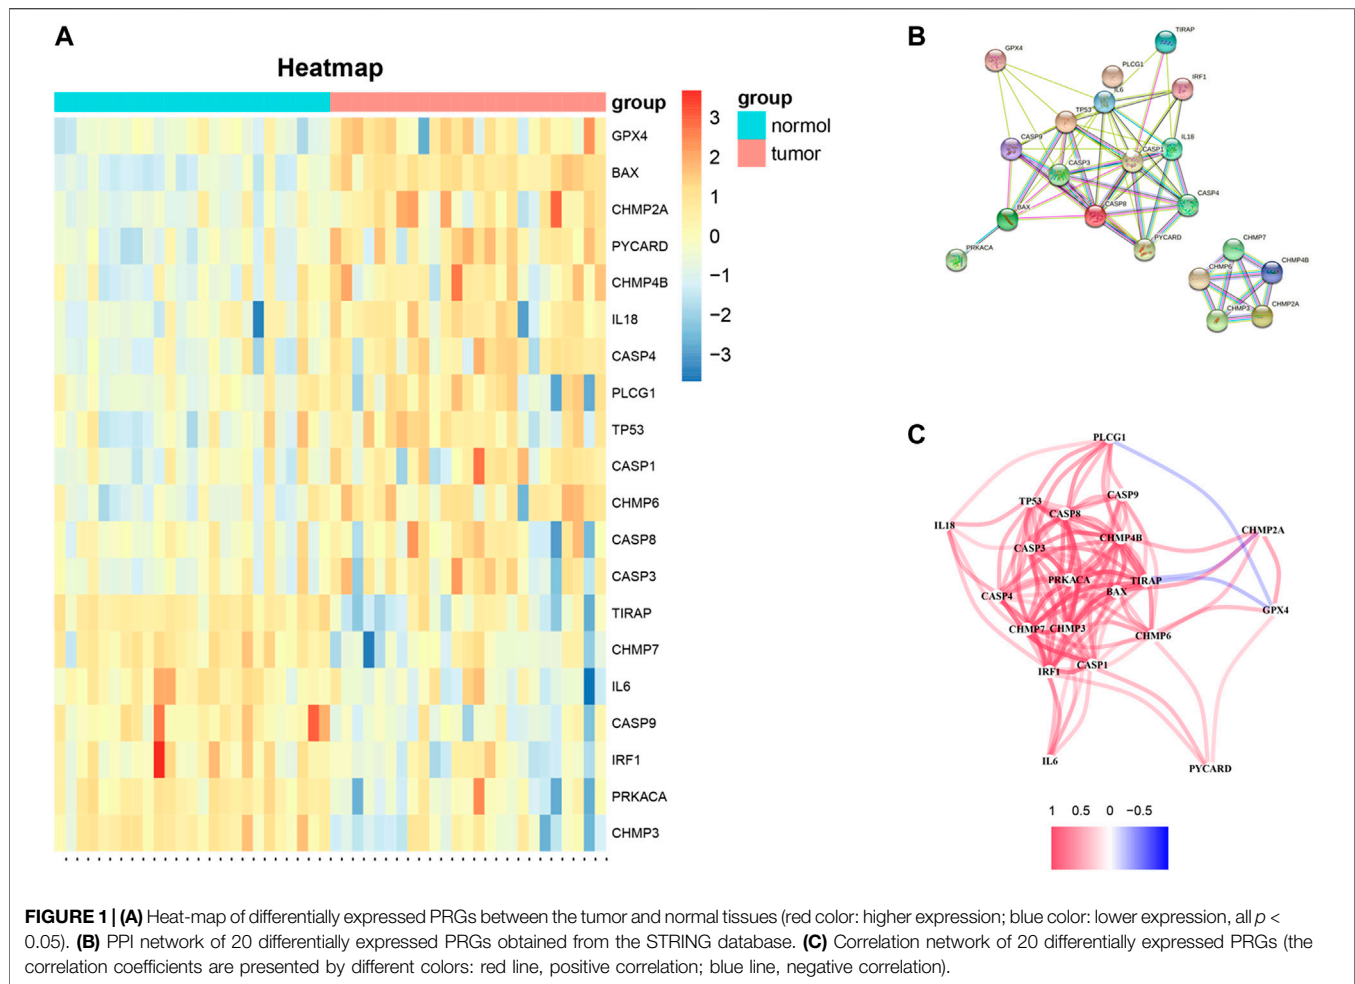 A
Heatmap
group
GPX4
BAX
CHMP2A
PYCARD
CHMP4B
IL18
CASP4
PLCG1
TP53
CASP1
CHMP6
CASP8
CASP3
TIRAP
CHMP7
IL6
CASP9
IRF1
PRKACA
CHMP3
3
2
1
0
−1
−2
−3
group
normol
tumor
B
TIRAP
GPX4
PLCG1
IRF1
IL6
TP53
CASP9
CASP1
IL18
CASP3
CASP4
BAX
CASP8
PYCARD
PRKACA
CHMP7
CHMP6
CHMP4B
CHMP3
CHMP2A
C
PLCG1
CASP9
TP53
CASP8
IL18
CHMP2A
CHMP4B
CASP3
PRKACA
TIRAP
BAX
CASP4
GPX4
CHMP7
CHMP3
CHMP6
CASP1
IRF1
IL6
PYCARD
1 0.5 0 −0.5
FIGURE 1 | (A) Heat-map of differentially expressed PRGs between the tumor and normal tissues (red color: higher expression; blue color: lower expression, all p <
0.05). (B) PPI network of 20 differentially expressed PRGs obtained from the STRING database. (C) Correlation network of 20 differentially expressed PRGs (the
correlation coefficients are presented by different colors: red line, positive correlation; blue line, negative correlation).